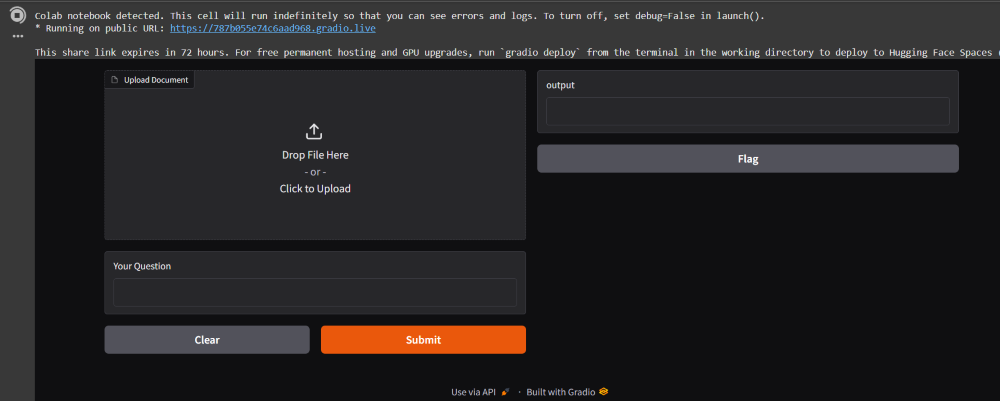 Colab notebook detected. This cell will run indefinitely so that you can see errors and logs. To turn off, set debug=False in launch().
* Running on public URL: https://787b055e74c6aad968.gradio.live
This share link expires in 72 hours. For free permanent hosting and GPU upgrades, run `gradio deploy` from the terminal in the working directory to deploy to Hugging Face Spaces
Upload Document
Drop File Here
- or -
Click to Upload
Your Question
Clear
Submit
output
Flag
Use via API · Built with Gradio